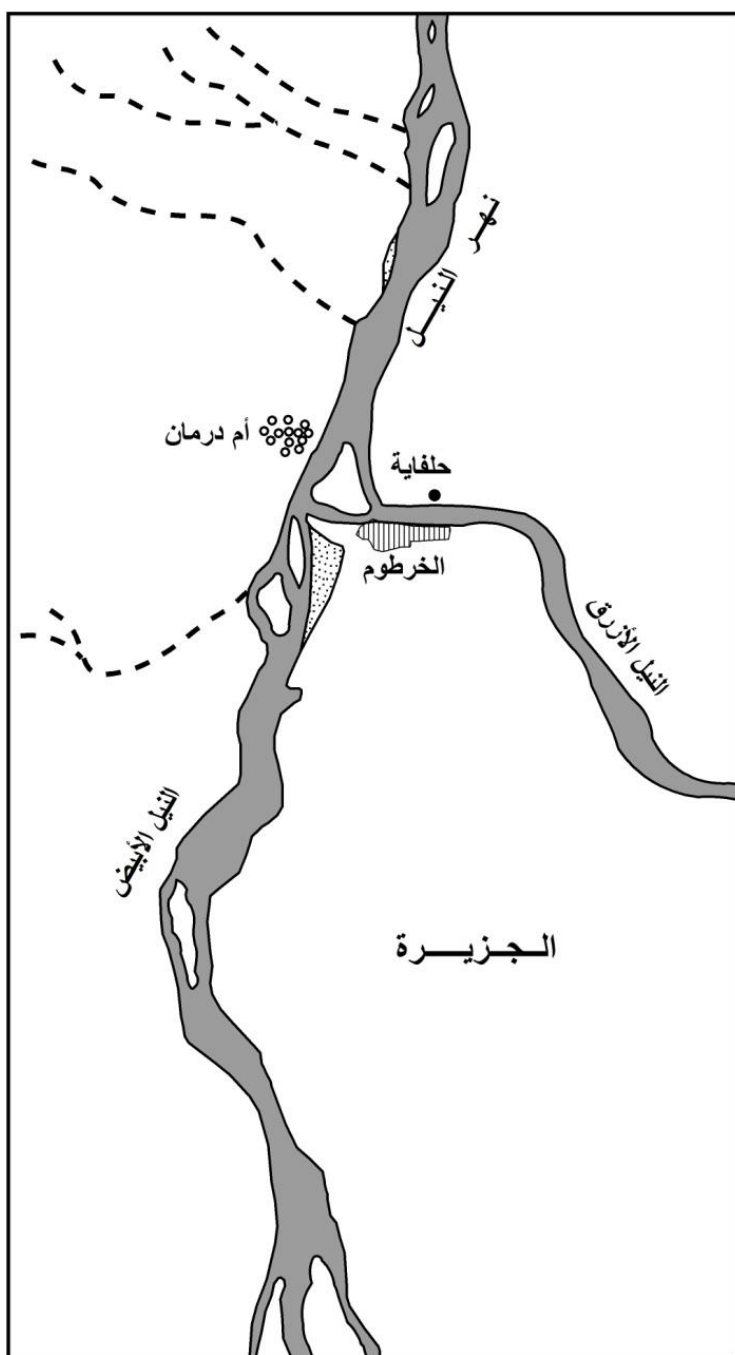 نهر النيل
أم درمان
حلفاية
الخرطوم
النيل الأزرق
النيل الأبيض
الجزيرة